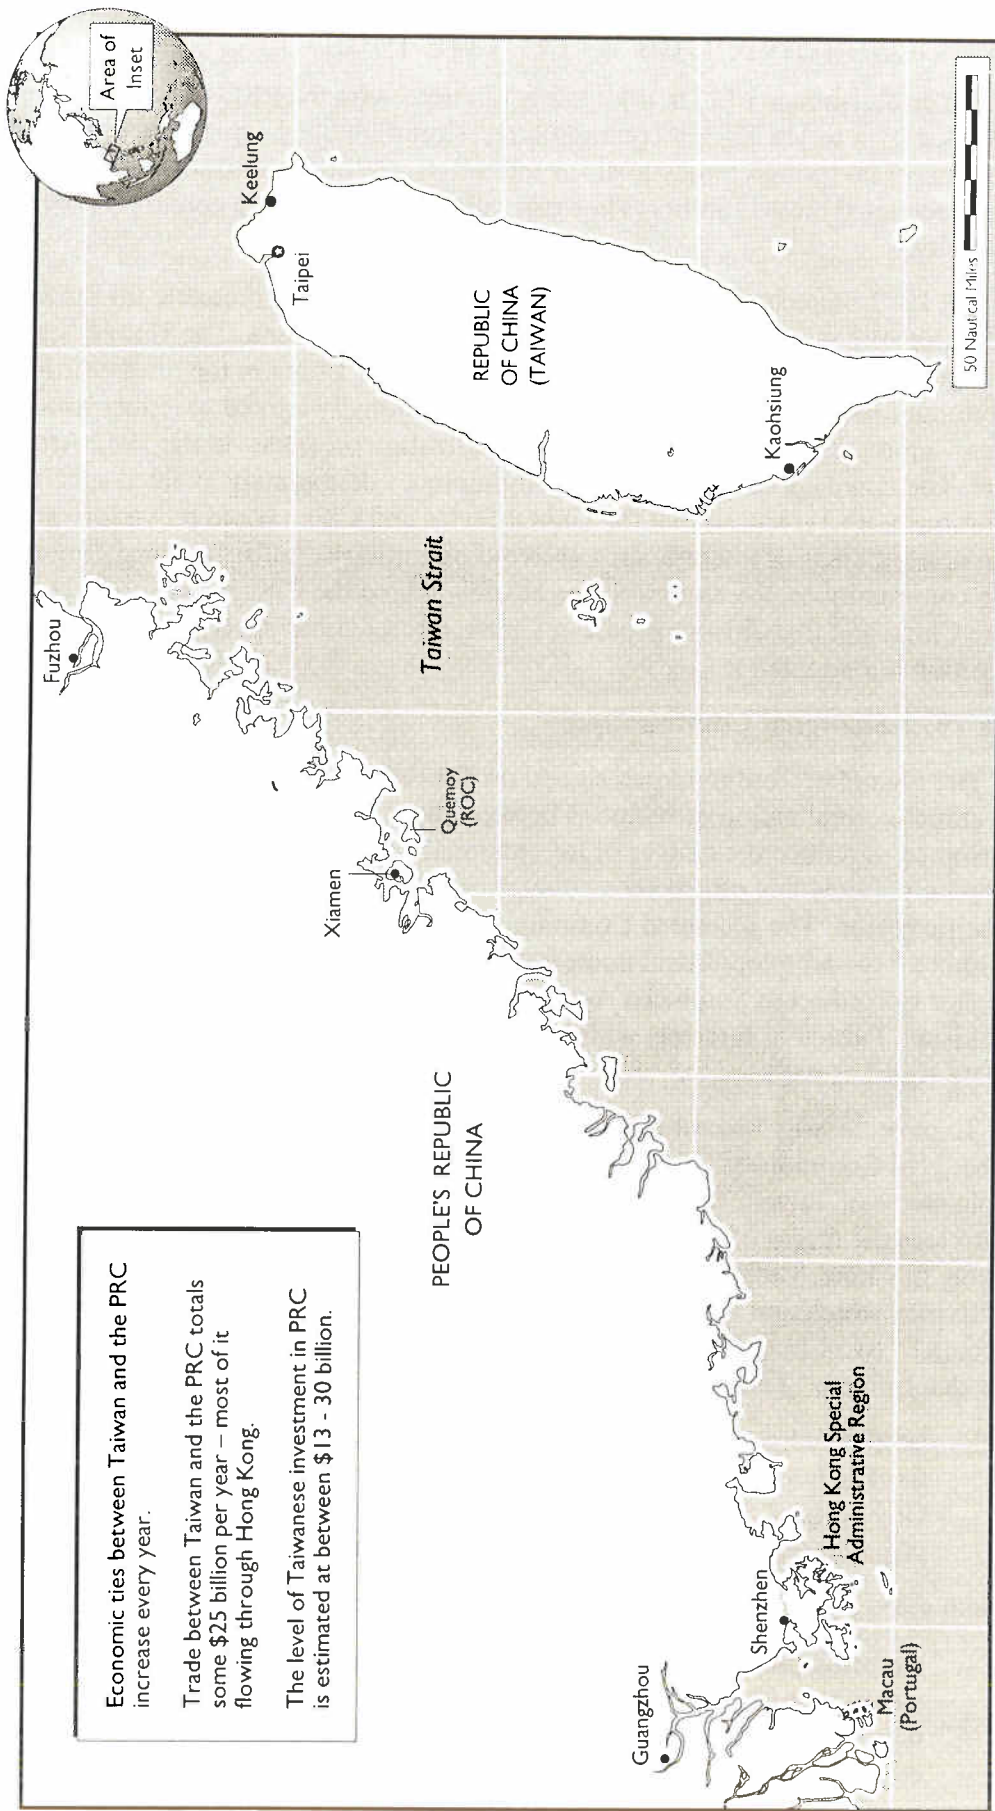 Economic ties between Taiwan and the PRC
increase every year.
Trade between Taiwan and the PRC totals
some $25 billion per year – most of it
flowing through Hong Kong.
The level of Taiwanese investment in PRC
is estimated at between $13 - 30 billion.
Area of
Inset
Fuzhou
Keelung
Taipei
Xiamen
Quemoy
(ROC)
Taiwan Strait
REPUBLIC
OF CHINA
(TAIWAN)
PEOPLE'S REPUBLIC
OF CHINA
Kaohsiung
Guangzhou
Shenzhen
Hong Kong Special
Administrative Region
Macau
(Portugal)
50 Nautical Miles